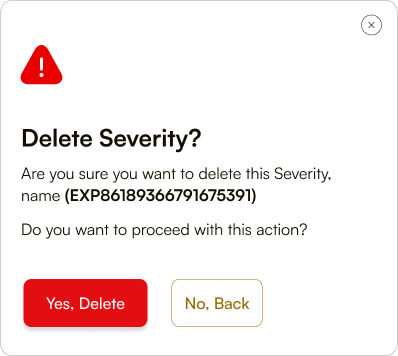 Delete Severity?
Are you sure you want to delete this Severity,
name (EXP86189366791675391)
Do you want to proceed with this action?
Yes, Delete
No, Back